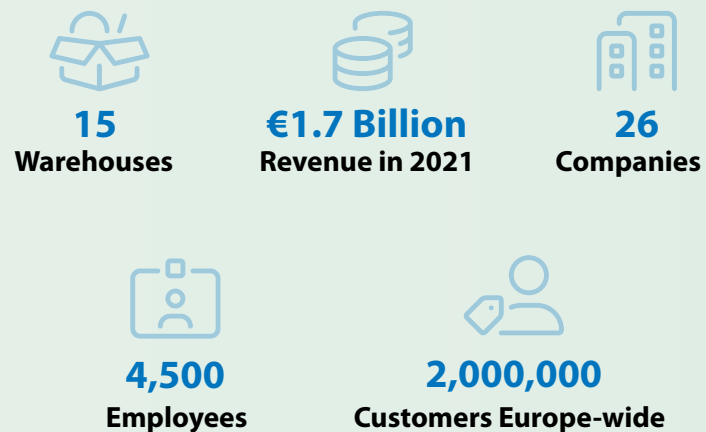 15
Warehouses
€1.7 Billion
Revenue in 2021
26
Companies
4,500
Employees
2,000,000
Customers Europe-wide